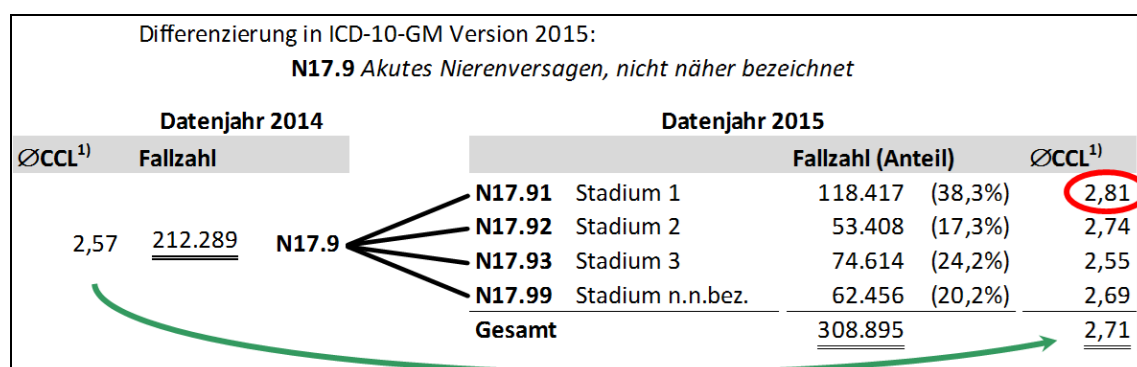 Differenzierung in ICD-10-GM Version 2015:
N17.9 Akutes Nierenversagen, nicht näher bezeichnet
Datenjahr 2014 Datenjahr 2015
∅CCL1) Fallzahl Fallzahl (Anteil) ∅CCL1)
N17.91 Stadium 1 118.417 (38,3%) 2,81
N17.92 Stadium 2 53.408 (17,3%) 2,74
2,57 212.289 N17.9
N17.93 Stadium 3 74.614 (24,2%) 2,55
N17.99 Stadium n.n.bez. 62.456 (20,2%) 2,69
Gesamt 308.895 2,71